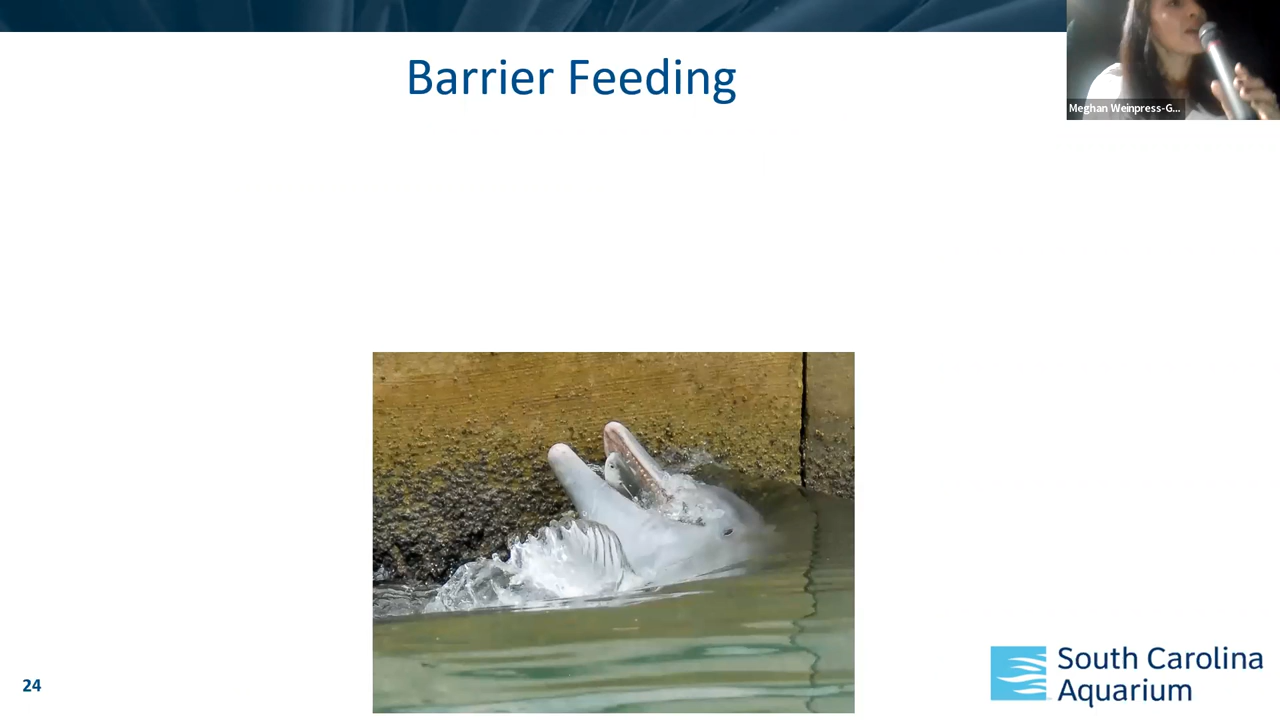 Barrier Feeding
Meghan Weinpress-G...
24
South Carolina
Aquarium